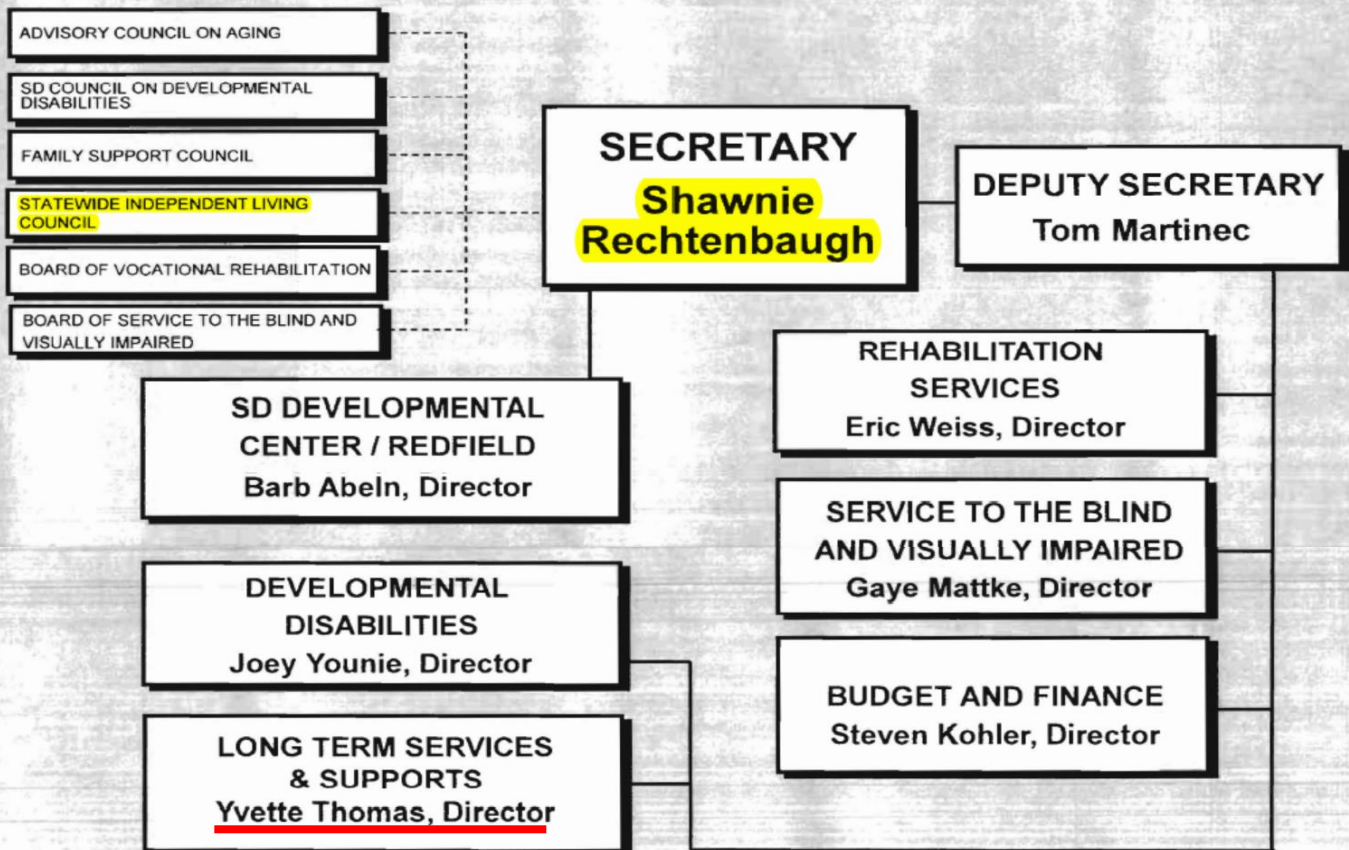 ADVISORY COUNCIL ON AGING
SD COUNCIL ON DEVELOPMENTAL
DISABILITIES
FAMILY SUPPORT COUNCIL
STATEWIDE INDEPENDENT LIVING
COUNCIL
BOARD OF VOCATIONAL REHABILITATION
BOARD OF SERVICE TO THE BLIND AND
VISUALLY IMPAIRED
SECRETARY
Shawnie
Rechtenbaugh
DEPUTY SECRETARY
Tom Martinec
SD DEVELOPMENTAL
CENTER / REDFIELD
Barb Abeln, Director
DEVELOPMENTAL
DISABILITIES
Joey Younie, Director
LONG TERM SERVICES
& SUPPORTS
Yvette Thomas, Director
REHABILITATION
SERVICES
Eric Weiss, Director
SERVICE TO THE BLIND
AND VISUALLY IMPAIRED
Gaye Mattke, Director
BUDGET AND FINANCE
Steven Kohler, Director